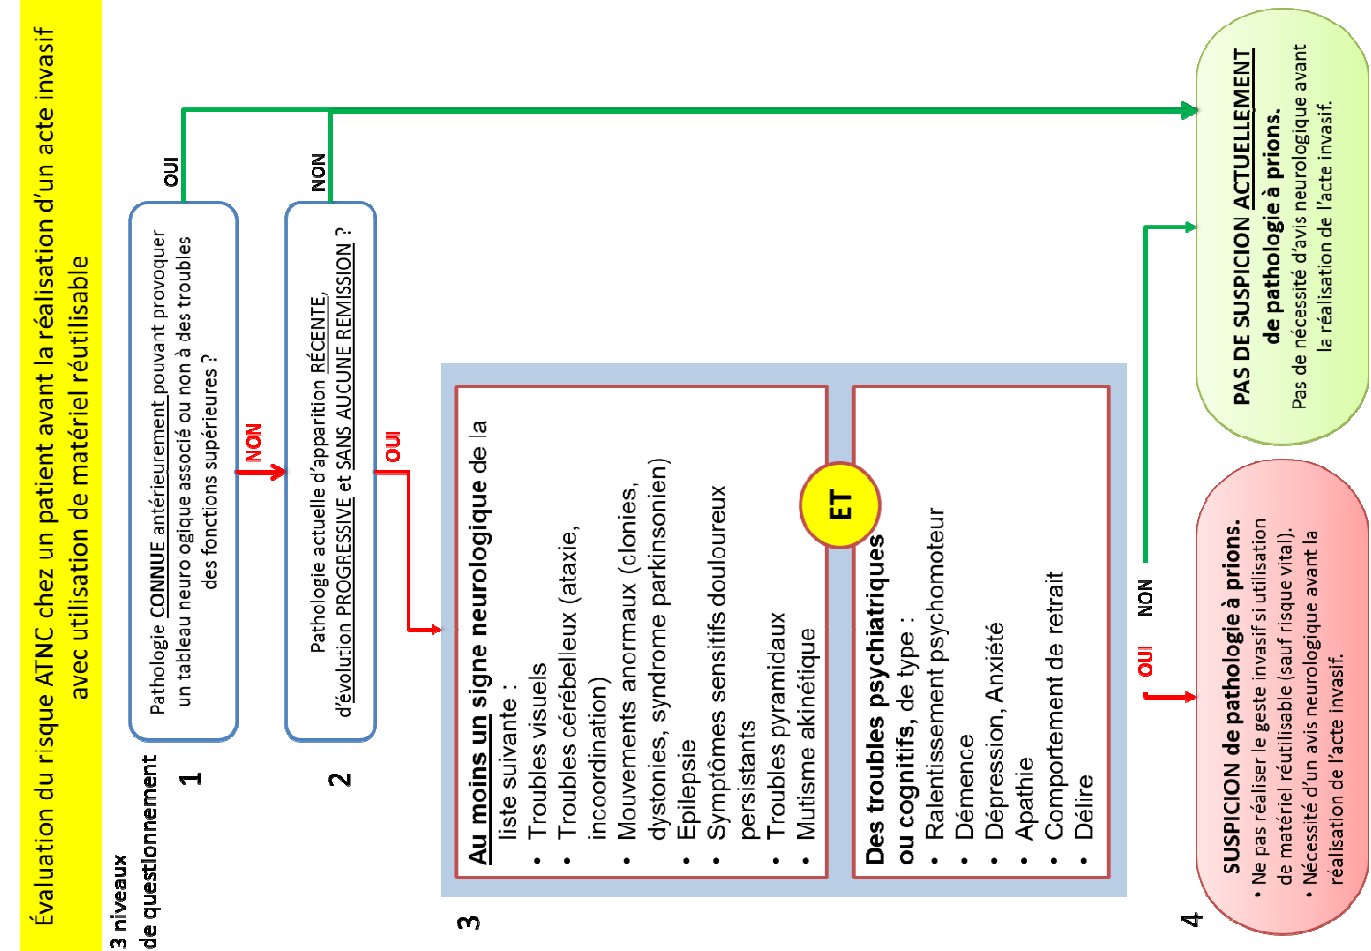 Évaluation du risque ATNC chez un patient avant la réalisation d'un acte invasif
avec utilisation de matériel réutilisable
3 niveaux
de questionnement
1
Pathologie CONNUE antérieurement pouvant provoquer
un tableau neuro ogique associé ou non à des troubles
des fonctions supérieures ?
OUI
NON
2
Pathologie actuelle d'apparition RÉCENTE,
d'évolution PROGRESSIVE et SANS AUCUNE REMISSION ?
NON
OUI
3
Au moins un signe neurologique de la
liste suivante :
• Troubles visuels
• Troubles cérébelleux (ataxie,
incoordination)
• Mouvements anormaux (clonies,
dystonies, syndrome parkinsonien)
• Epilepsie
• Symptômes sensitifs douloureux
persistants
• Troubles pyramidaux
• Mutisme akinétique
ET
Des troubles psychiatriques
ou cognitifs, de type :
• Ralentissement psychomoteur
• Démence
• Dépression, Anxiété
• Apathie
• Comportement de retrait
• Délire
OUI
NON
4
SUSPICION de pathologie à prions.
• Ne pas réaliser le geste invasif si utilisation
de matériel réutilisable (sauf risque vital).
• Nécessité d'un avis neurologique avant la
réalisation de l'acte invasif.
PAS DE SUSPICION ACTUELLEMENT
de pathologie à prions.
Pas de nécessité d'avis neurologique avant
la réalisation de l'acte invasif.